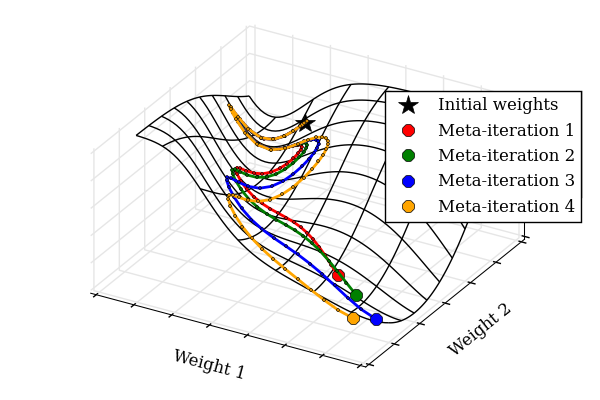 Initial weights
Meta-iteration 1
Meta-iteration 2
Meta-iteration 3
Meta-iteration 4
Weight 1
Weight 2